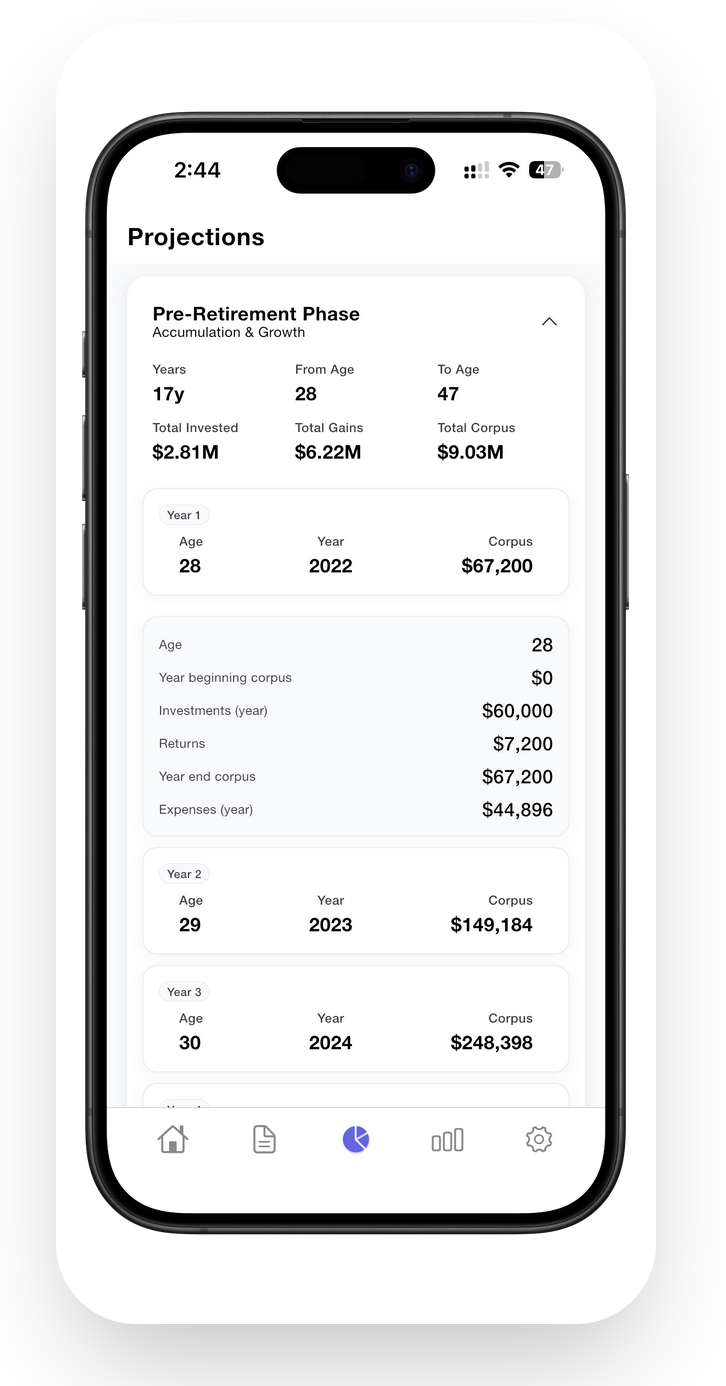 2:44
47
Projections
Pre-Retirement Phase
Accumulation & Growth
Years From Age To Age
17y 28 47
Total Invested Total Gains Total Corpus
$2.81M $6.22M $9.03M
Year 1
Age Year Corpus
28 2022 $67,200
Age 28
Year beginning corpus $0
Investments (year) $60,000
Returns $7,200
Year end corpus $67,200
Expenses (year) $44,896
Year 2
Age Year Corpus
29 2023 $149,184
Year 3
Age Year Corpus
30 2024 $248,398